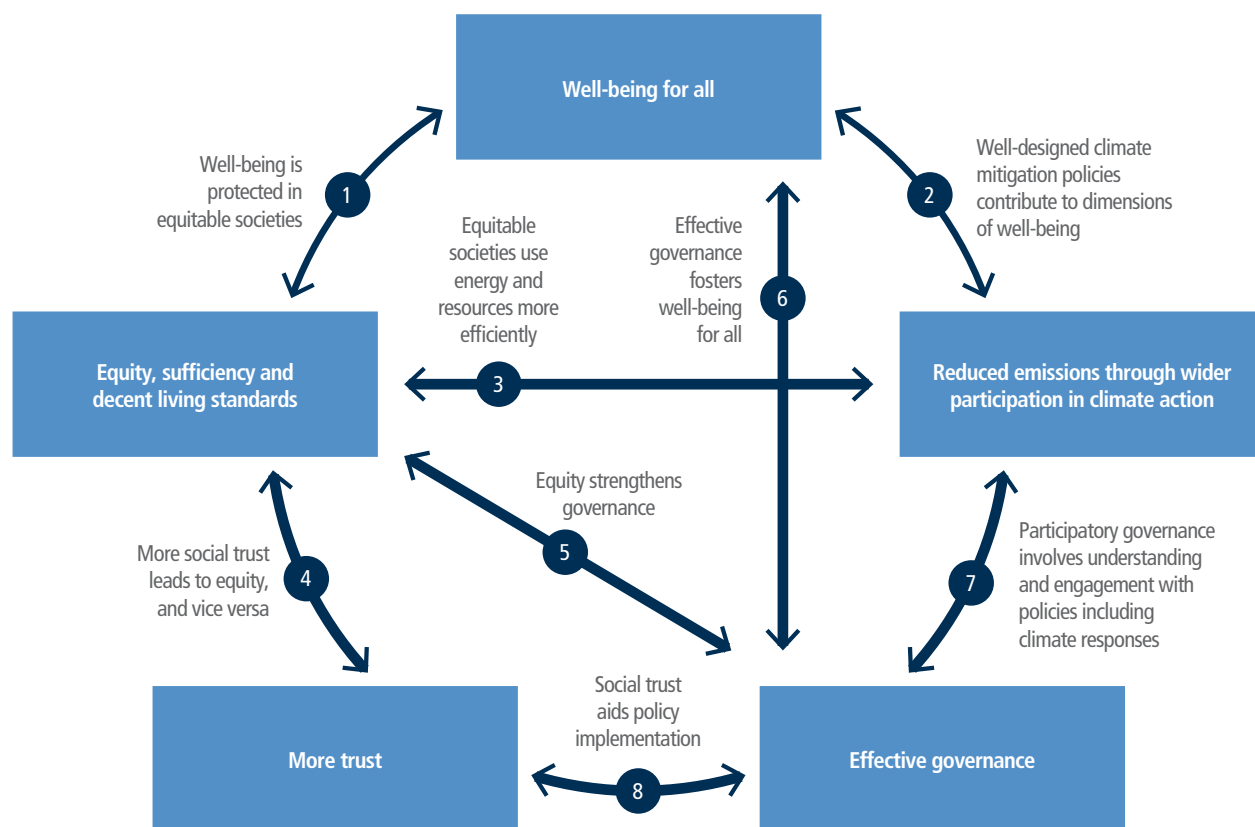 Well-being for all
Well-being is
protected in
equitable societies
1
Well-designed climate
mitigation policies
contribute to dimensions
of well-being
2
Equitable
societies use
energy and
resources more
efficiently
3
Effective
governance
fosters
well-being
for all
6
Equity, sufficiency and
decent living standards
Reduced emissions through wider
participation in climate action
More social trust
leads to equity,
and vice versa
4
Equity strengthens
governance
5
Participatory governance
involves understanding
and engagement with
policies including
climate responses
7
More trust
Social trust
aids policy
implementation
8
Effective governance